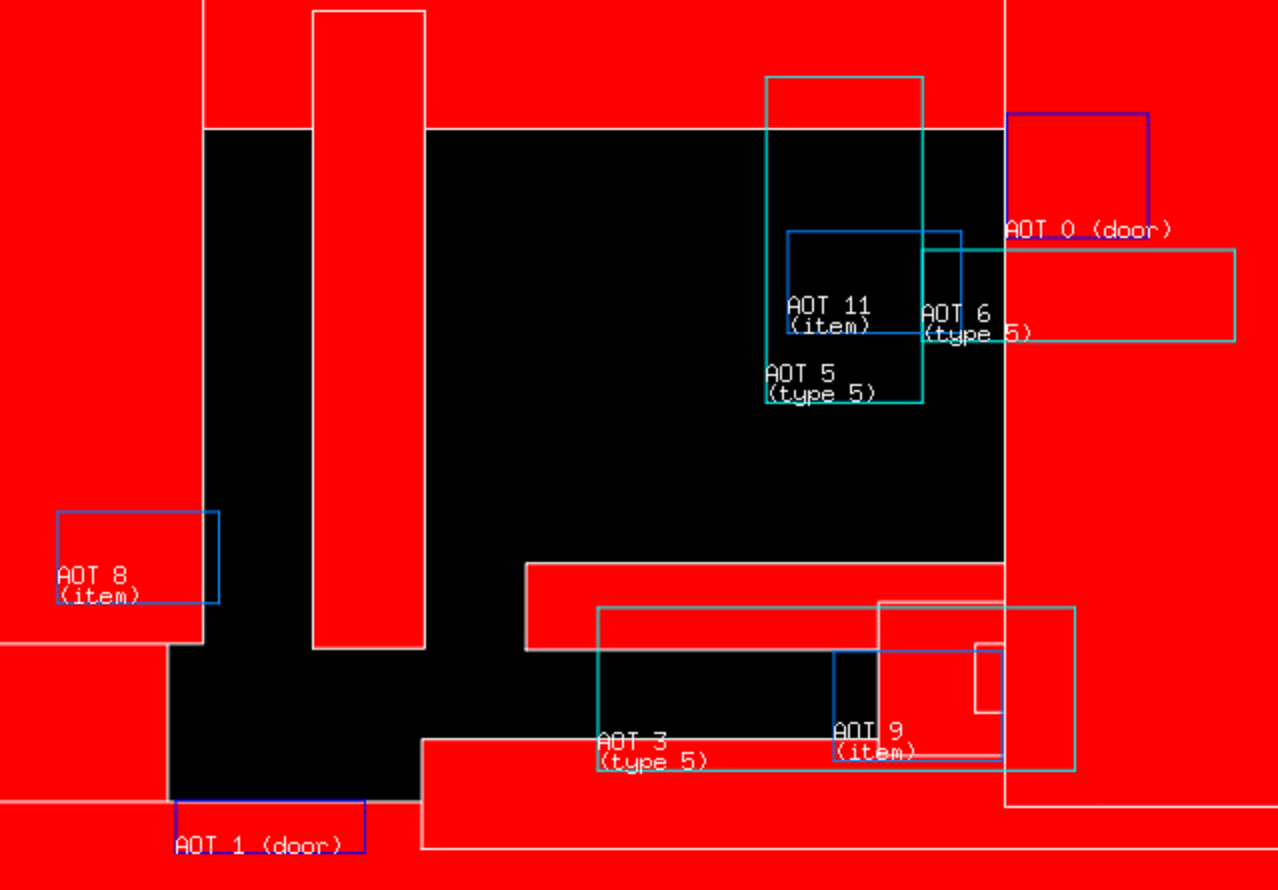 AOT 0 (door)
AOT 11
(item)
AOT 6
(type 5)
AOT 5
(type 5)
AOT 8
(item)
AOT 9
(item)
AOT 3
(type 5)
AOT 1 (door)